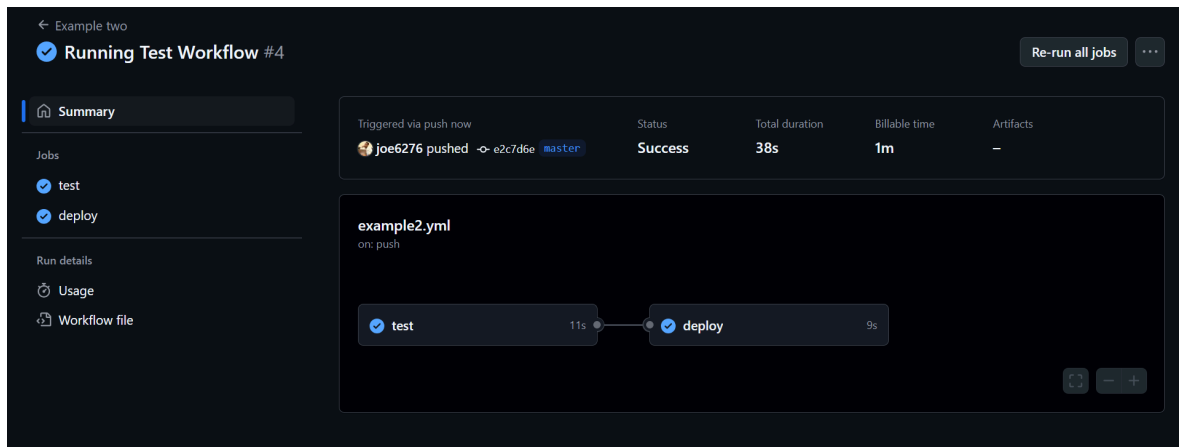 Example two
Running Test Workflow #4
Re-run all jobs
Summary
Jobs
test
deploy
Run details
Usage
Workflow file
Triggered via push now
joe6276 pushed e2c7d6e master
Status
Success
Total duration
38s
Billable time
1m
Artifacts
–
example2.yml
on: push
test 11s
deploy 9s